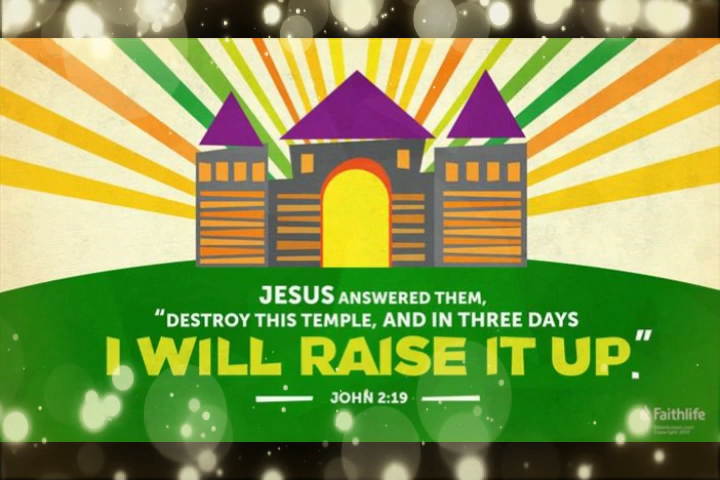 JESUS ANSWERED THEM,
“DESTROY THIS TEMPLE, AND IN THREE DAYS
I WILL RAISE IT UP.”
JOHN 2:19
Faithlife